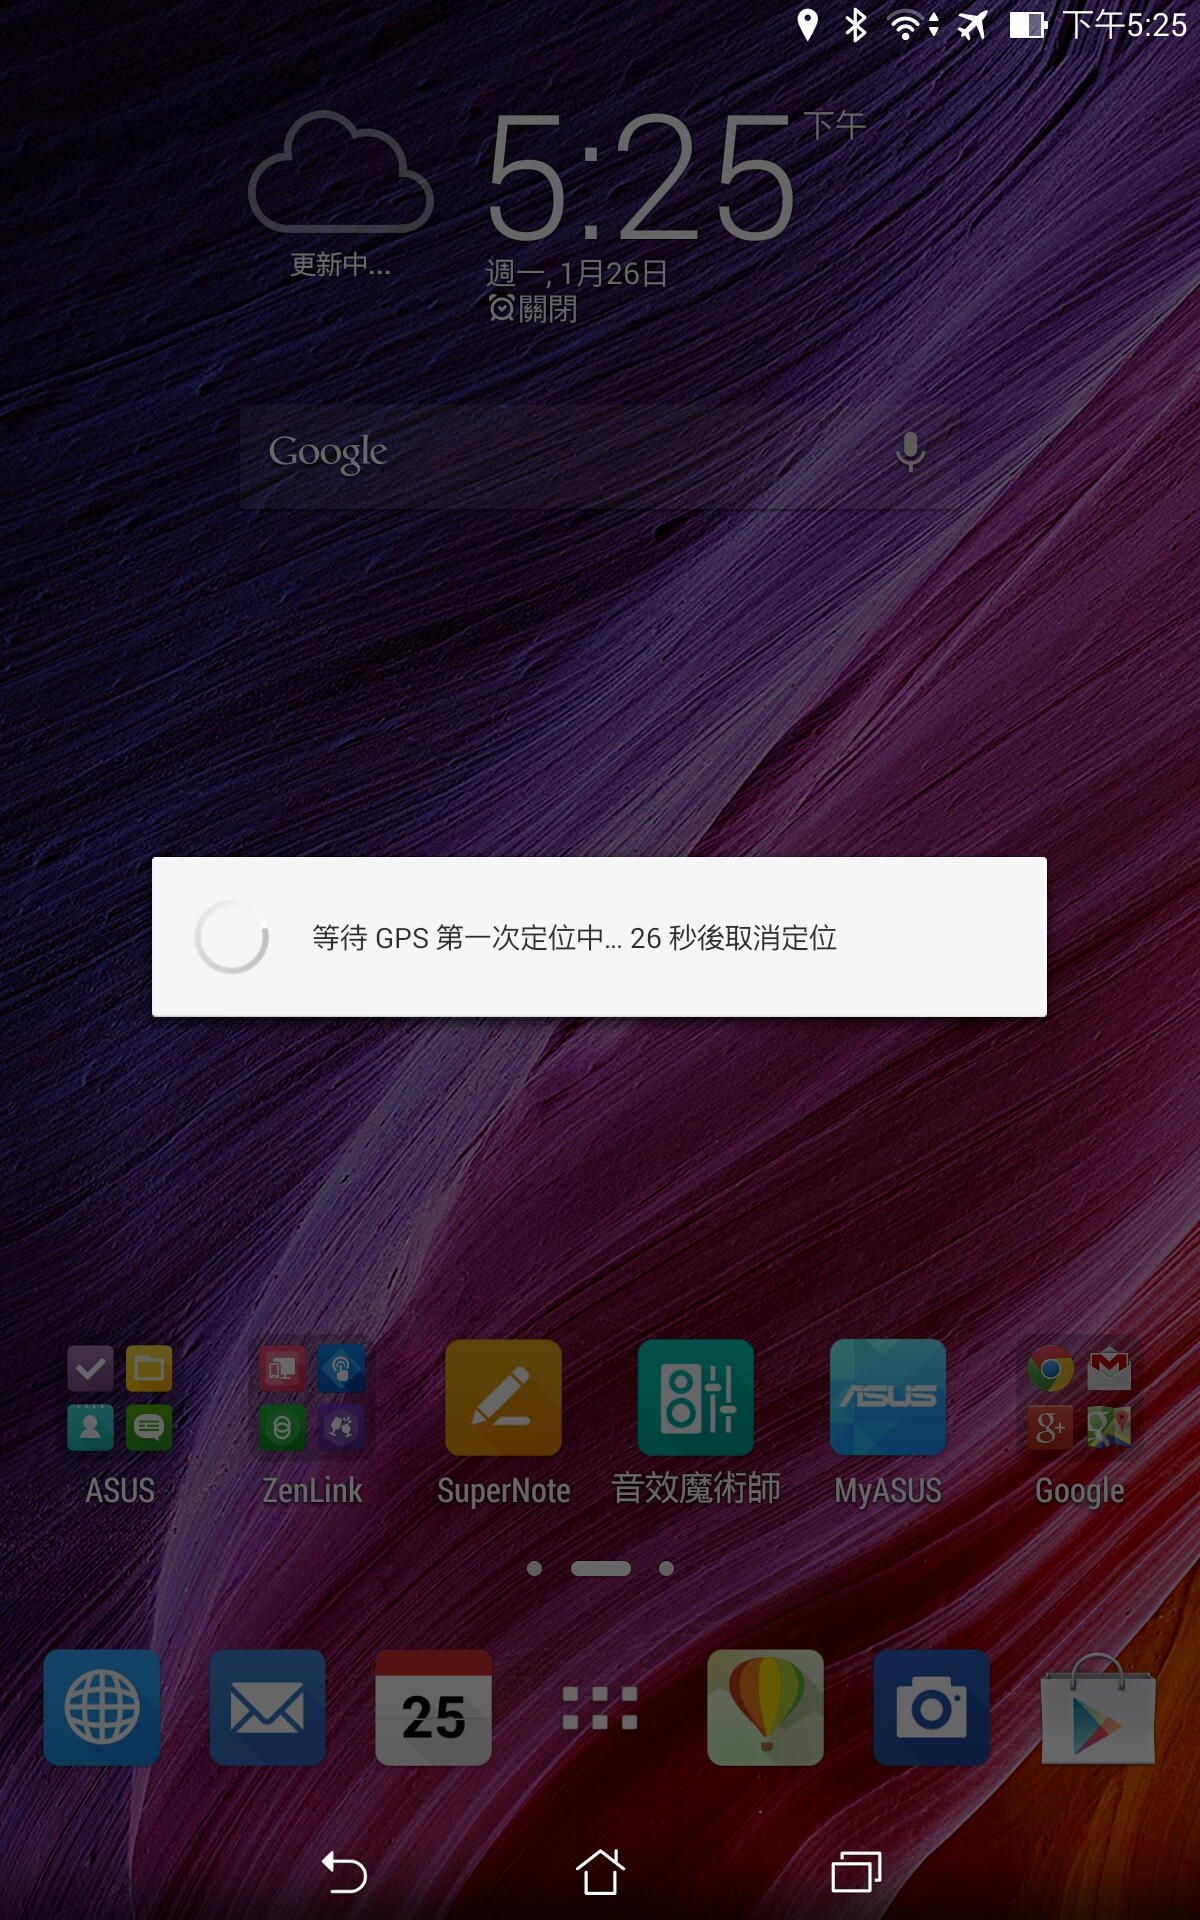 下午5:25
5:25 下午
更新中...
週一, 1月26日
關閉
Google
等待 GPS 第一次定位中... 26 秒後取消定位
ASUS
g+
ASUS ZenLink SuperNote 音效魔術師 MyASUS Google
25